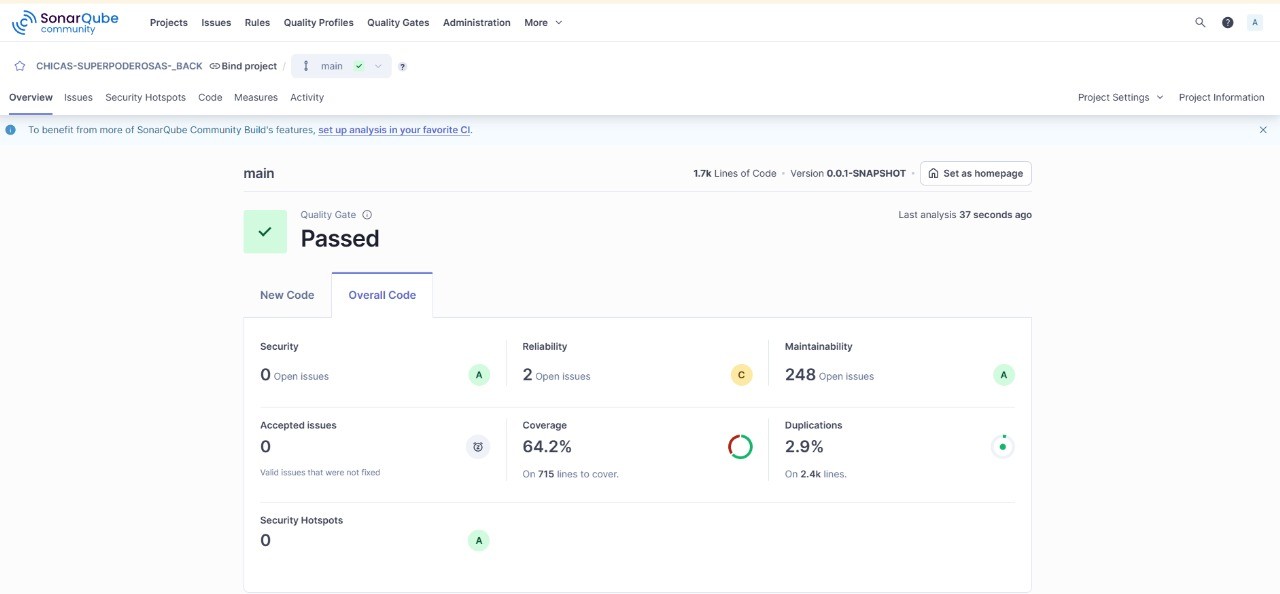 SonarQube community Projects Issues Rules Quality Profiles Quality Gates Administration More ? A
CHICAS-SUPERPODEROSAS-_BACK Bind project / main ?
Overview Issues Security Hotspots Code Measures Activity Project Settings Project Information
To benefit from more of SonarQube Community Build's features, set up analysis in your favorite CI.
main 1.7k Lines of Code • Version 0.0.1-SNAPSHOT • Set as homepage
Quality Gate Last analysis 37 seconds ago
Passed
New Code Overall Code
Security Reliability Maintainability
0 Open issues A 2 Open issues C 248 Open issues A
Accepted issues Coverage Duplications
0 64.2% 2.9%
Valid issues that were not fixed On 715 lines to cover. On 2.4k lines.
Security Hotspots
0 A